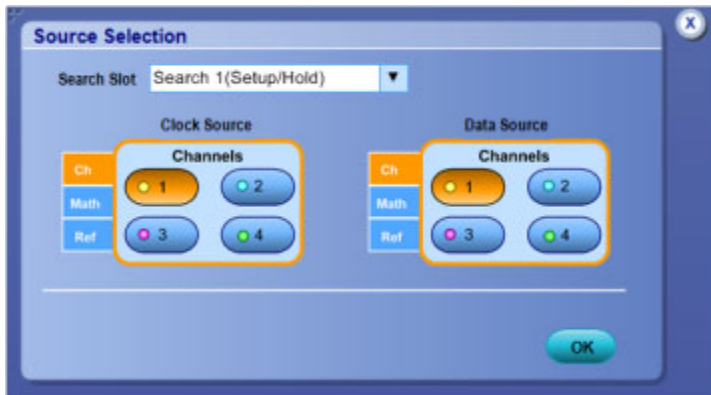 X
Source Selection
Search Slot Search 1(Setup/Hold)
Clock Source Data Source
Ch Channels Ch Channels
1 2 1 2
Math Math
Ref 3 4 Ref 3 4
OK